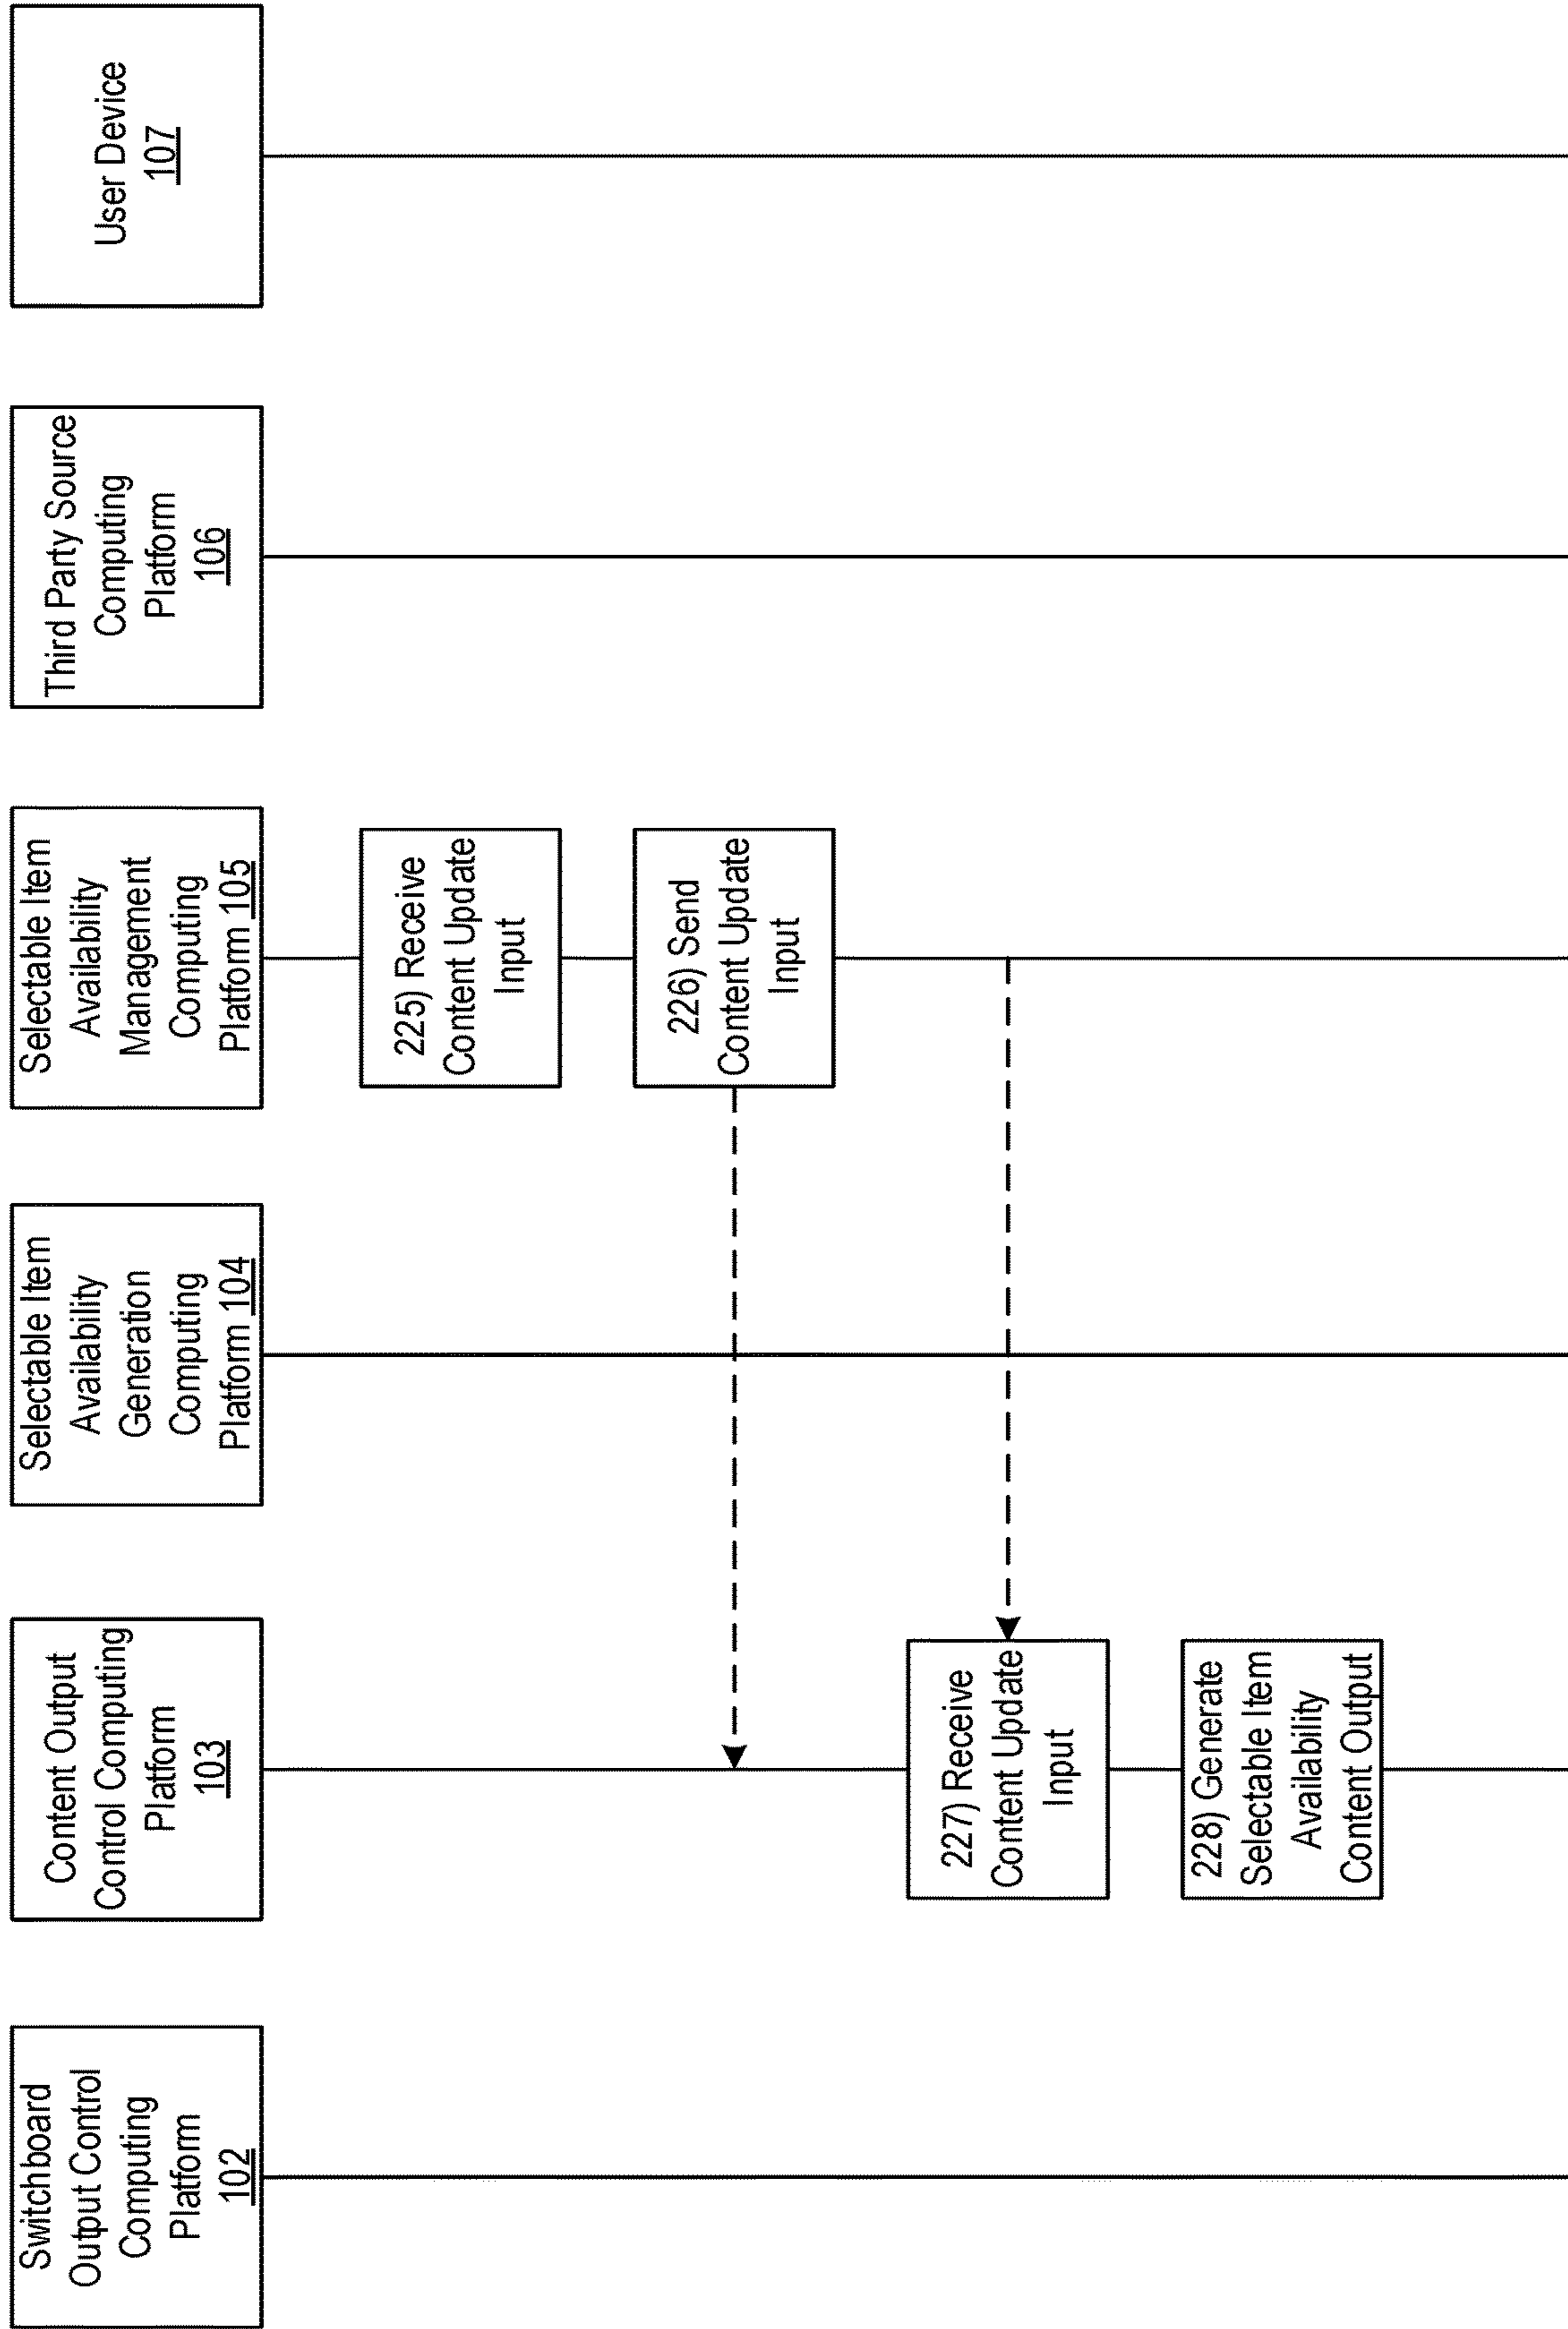 Switchboard
Output Control
Computing
Platform
102
Content Output
Control Computing
Platform
103
Selectable Item
Availability
Generation
Computing
Platform 104
Selectable Item
Availability
Management
Computing
Platform 105
Third Party Source
Computing
Platform
106
User Device
107
225) Receive
Content Update
Input
226) Send
Content Update
Input
227) Receive
Content Update
Input
228) Generate
Selectable Item
Availability
Content Output